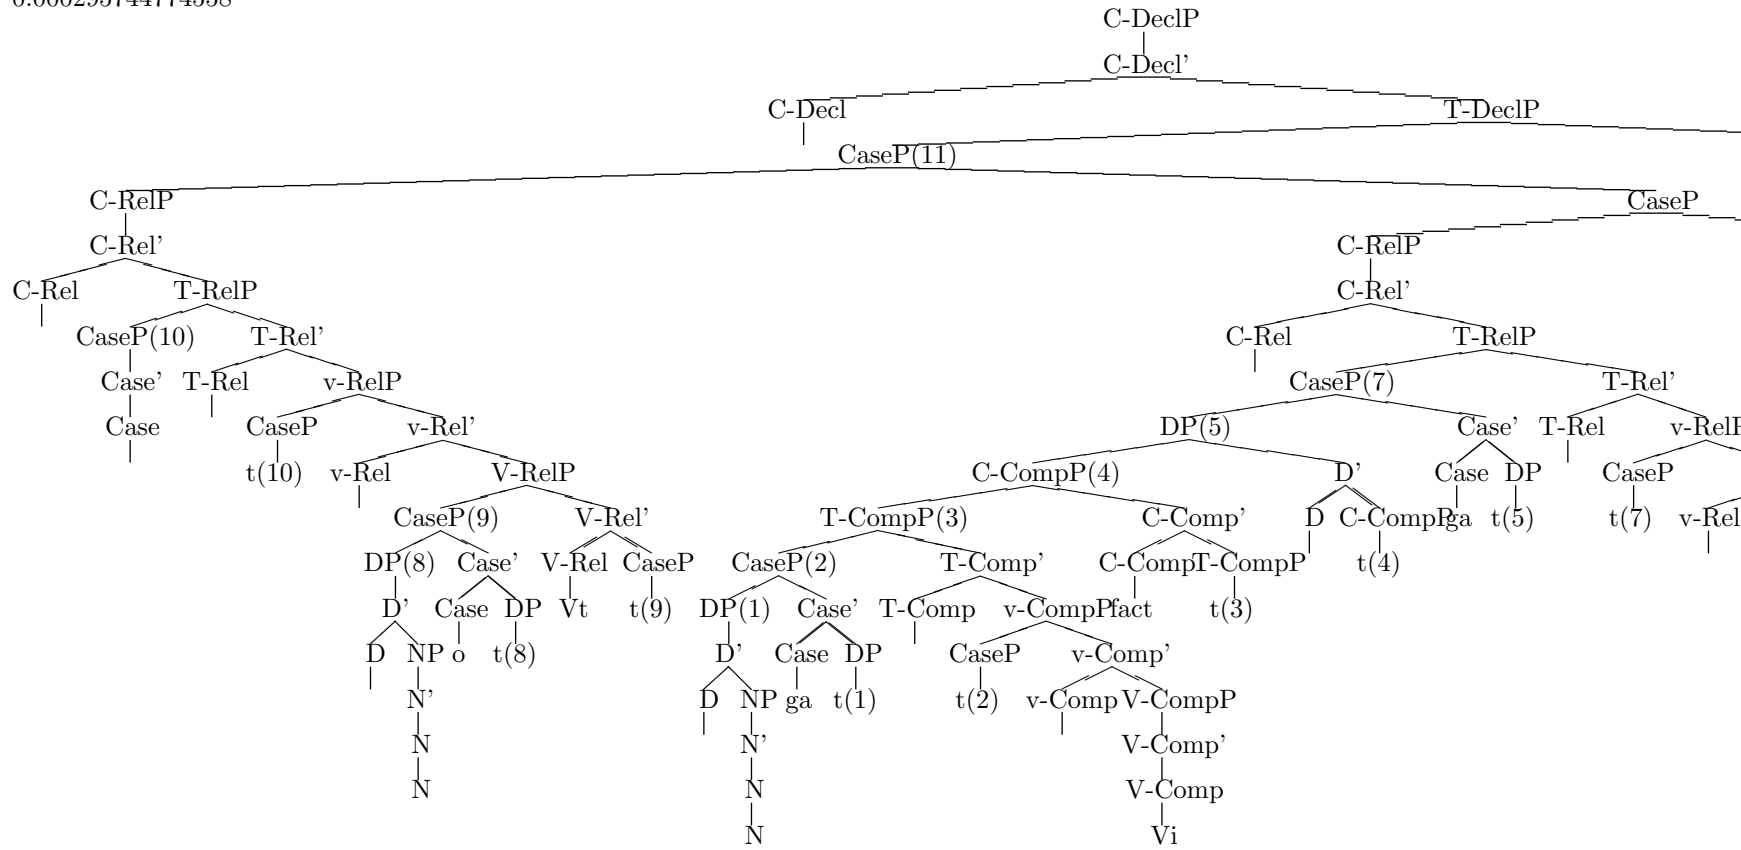 C-DeclP
C-Decl’
C-Decl T-DeclP
CaseP(11)
C-RelP CaseP
C-Rel’ C-RelP
C-Rel T-RelP C-Rel’
CaseP(10) T-Rel’ C-Rel T-RelP
Case’ T-Rel v-RelP CaseP(7) T-Rel’
Case CaseP v-Rel’ DP(5) Case’ T-Rel v-RelP
t(10) v-Rel V-RelP C-CompP(4) D’ Case DP CaseP
CaseP(9) V-Rel’ T-CompP(3) C-Comp’ D C-CompP ga t(5) t(7) v-Rel
DP(8) Case’ V-Rel CaseP CaseP(2) T-Comp’ C-Comp T-CompP t(4)
D’ Case DP Vt t(9) DP(1) Case’ T-Comp v-CompP fact t(3)
D NP o t(8) D’ Case DP CaseP v-Comp’
N’ D NP ga t(1) t(2) v-Comp V-CompP
N N’ V-Comp’
N N V-Comp
N Vi